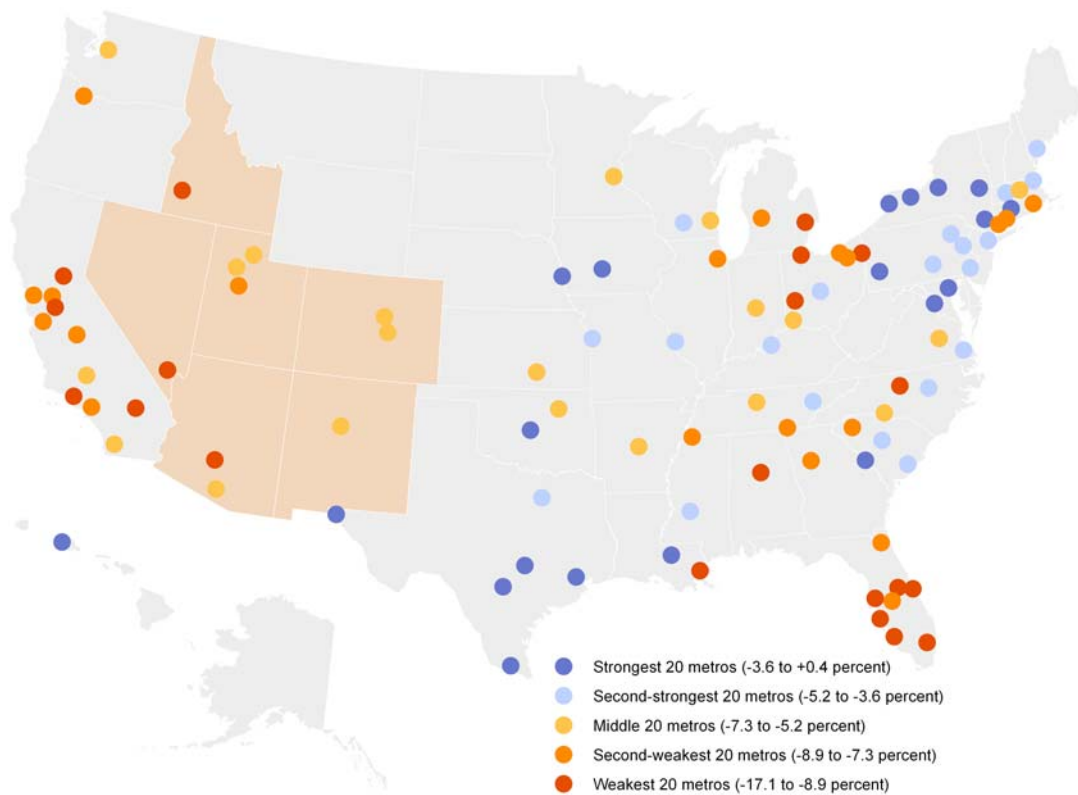 Strongest 20 metros (-3.6 to +0.4 percent)
Second-strongest 20 metros (-5.2 to -3.6 percent)
Middle 20 metros (-7.3 to -5.2 percent)
Second-weakest 20 metros (-8.9 to -7.3 percent)
Weakest 20 metros (-17.1 to -8.9 percent)